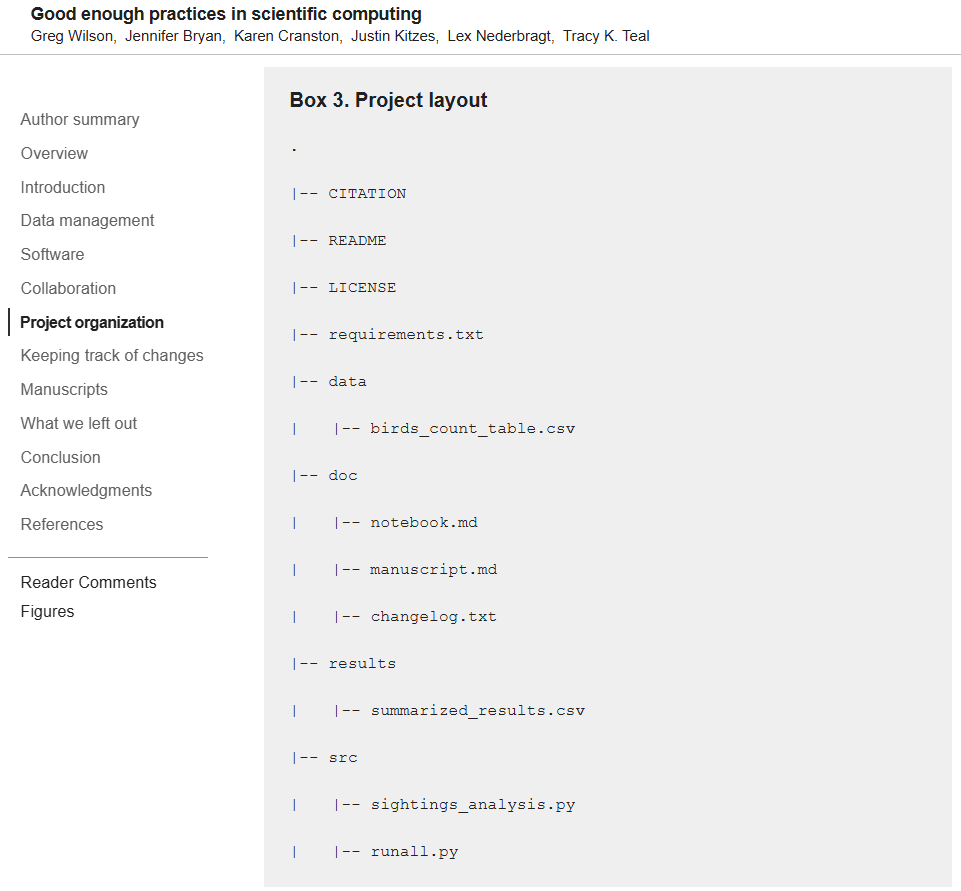 Good enough practices in scientific computing
Greg Wilson, Jennifer Bryan, Karen Cranston, Justin Kitzes, Lex Nederbragt, Tracy K. Teal
Author summary
Overview
Introduction
Data management
Software
Collaboration
Project organization
Keeping track of changes
Manuscripts
What we left out
Conclusion
Acknowledgments
References
Reader Comments
Figures
Box 3. Project layout
.
|-- CITATION
|-- README
|-- LICENSE
|-- requirements.txt
|-- data
|   |-- birds_count_table.csv
|-- doc
|   |-- notebook.md
|   |-- manuscript.md
|   |-- changelog.txt
|-- results
|   |-- summarized_results.csv
|-- src
|   |-- sightings_analysis.py
|   |-- runall.py